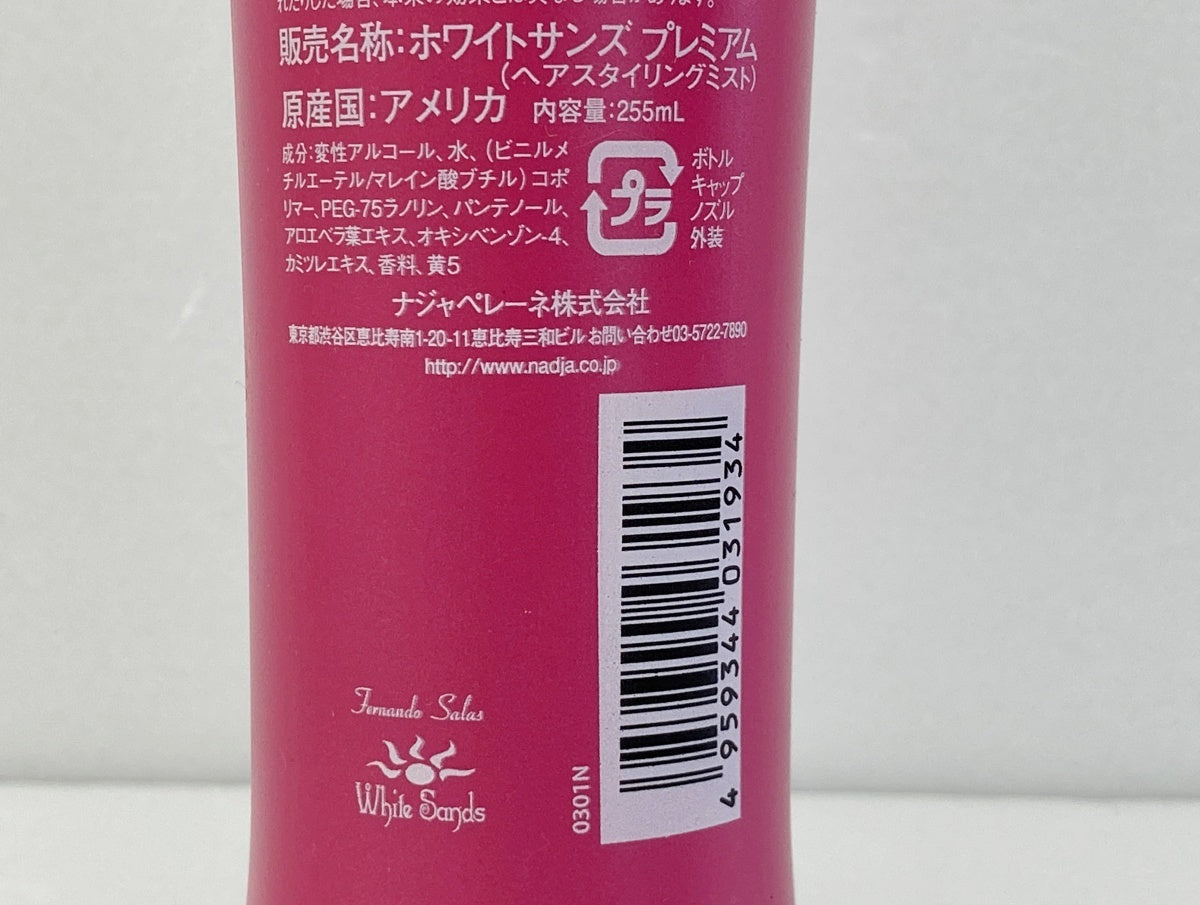 販売名称:ホワイトサンズ プレミアム
(ヘアスタイリングミスト)
原産国:アメリカ 内容量:255mL
成分:変性アルコール、水、(ビニルメ
チルエーテル/マレイン酸ブチル)コポ
リマー、PEG-75ラノリン、パンテノール、
アロエベラ葉エキス、オキシベンゾン-4、
カミツレエキス、香料、黄5
プラ
ボトル
キャップ
ノズル
外装
ナジャペレーネ株式会社
東京都渋谷区恵比寿南1-20-11恵比寿三和ビル お問い合わせ03-5722-7890
http://www.nadja.co.jp
4 959344 031934
0301N
Fernando Salas
White Sands